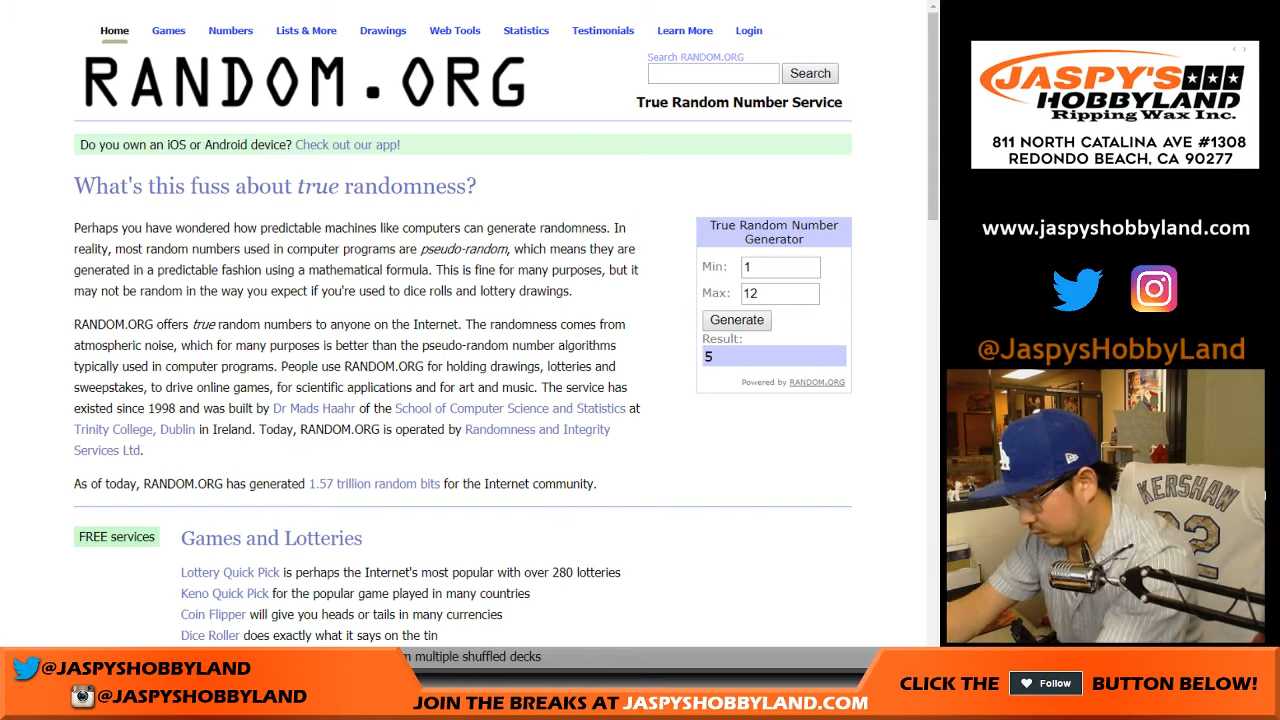 Home Games Numbers Lists & More Drawings Web Tools Statistics Testimonials Learn More Login
RANDOM.ORG
Search RANDOM.ORG
Search
True Random Number Service
Do you own an iOS or Android device? Check out our app!
What's this fuss about true randomness?
Perhaps you have wondered how predictable machines like computers can generate randomness. In
reality, most random numbers used in computer programs are pseudo-random, which means they are
generated in a predictable fashion using a mathematical formula. This is fine for many purposes, but it
may not be random in the way you expect if you're used to dice rolls and lottery drawings.
RANDOM.ORG offers true random numbers to anyone on the Internet. The randomness comes from
atmospheric noise, which for many purposes is better than the pseudo-random number algorithms
typically used in computer programs. People use RANDOM.ORG for holding drawings, lotteries and
sweepstakes, to drive online games, for scientific applications and for art and music. The service has
existed since 1998 and was built by Dr Mads Haahr of the School of Computer Science and Statistics at
Trinity College, Dublin in Ireland. Today, RANDOM.ORG is operated by Randomness and Integrity
Services Ltd.
As of today, RANDOM.ORG has generated 1.57 trillion random bits for the Internet community.
True Random Number
Generator
Min: 1
Max: 12
Generate
Result:
5
Powered by RANDOM.ORG
FREE services
Games and Lotteries
Lottery Quick Pick is perhaps the Internet's most popular with over 280 lotteries
Keno Quick Pick for the popular game played in many countries
Coin Flipper will give you heads or tails in many currencies
Dice Roller does exactly what it says on the tin
m multiple shuffled decks
JASPY'S
HOBBYLAND
Ripping Wax Inc.
811 NORTH CATALINA AVE #1308
REDONDO BEACH, CA 90277
www.jaspyshobbyland.com
@JaspysHobbyLand
LA
KERSHAW
22
@JASPYSHOBBYLAND
@JASPYSHOBBYLAND
JOIN THE BREAKS AT JASPYSHOBBYLAND.COM
CLICK THE Follow BUTTON BELOW!